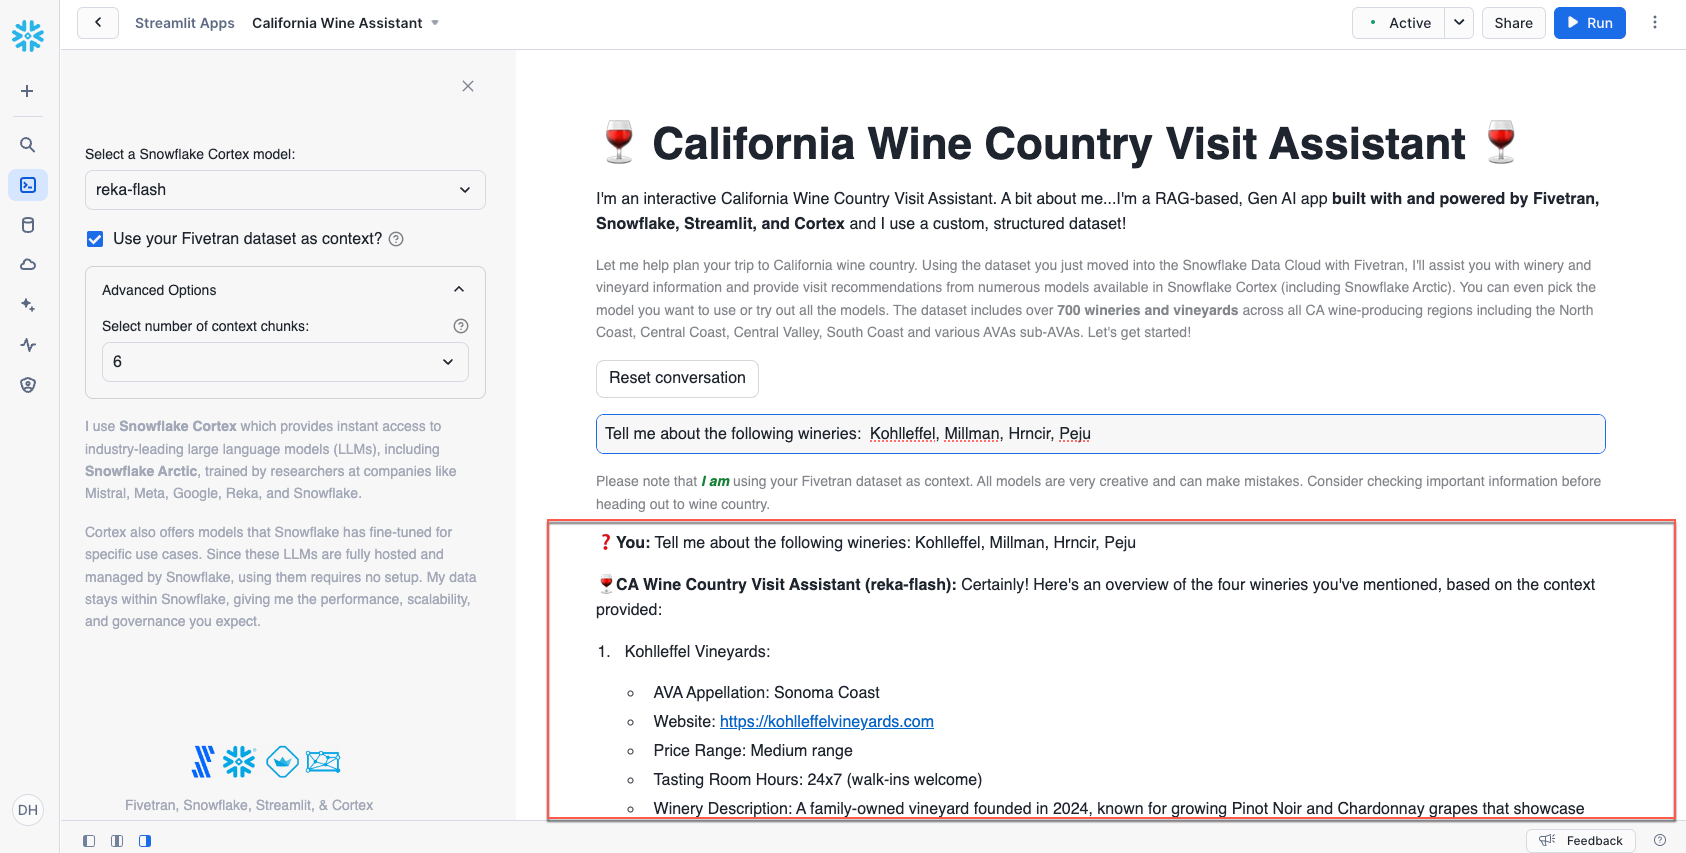 Streamlit Apps
California Wine Assistant
Active
Share
Run
Select a Snowflake Cortex model:
reka-flash
Use your Fivetran dataset as context?
Advanced Options
Select number of context chunks:
6
I use Snowflake Cortex which provides instant access to
industry-leading large language models (LLMs), including
Snowflake Arctic, trained by researchers at companies like
Mistral, Meta, Google, Reka, and Snowflake.
Cortex also offers models that Snowflake has fine-tuned for
specific use cases. Since these LLMs are fully hosted and
managed by Snowflake, using them requires no setup. My data
stays within Snowflake, giving me the performance, scalability,
and governance you expect.
Fivetran, Snowflake, Streamlit, & Cortex
DH
California Wine Country Visit Assistant
I'm an interactive California Wine Country Visit Assistant. A bit about me...I'm a RAG-based, Gen AI app built with and powered by Fivetran,
Snowflake, Streamlit, and Cortex and I use a custom, structured dataset!
Let me help plan your trip to California wine country. Using the dataset you just moved into the Snowflake Data Cloud with Fivetran, I'll assist you with winery and
vineyard information and provide visit recommendations from numerous models available in Snowflake Cortex (including Snowflake Arctic). You can even pick the
model you want to use or try out all the models. The dataset includes over 700 wineries and vineyards across all CA wine-producing regions including the North
Coast, Central Coast, Central Valley, South Coast and various AVAs sub-AVAs. Let's get started!
Reset conversation
Tell me about the following wineries:  Kohlleffel, Millman, Hrncir, Peju
Please note that I am using your Fivetran dataset as context. All models are very creative and can make mistakes. Consider checking important information before
heading out to wine country.
❓You: Tell me about the following wineries: Kohlleffel, Millman, Hrncir, Peju
🍷CA Wine Country Visit Assistant (reka-flash): Certainly! Here's an overview of the four wineries you've mentioned, based on the context
provided:
1. Kohlleffel Vineyards:
AVA Appellation: Sonoma Coast
Website: https://kohlleffelvineyards.com
Price Range: Medium range
Tasting Room Hours: 24x7 (walk-ins welcome)
Winery Description: A family-owned vineyard founded in 2024, known for growing Pinot Noir and Chardonnay grapes that showcase
Feedback